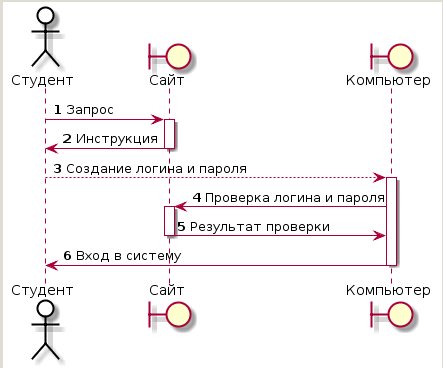 Студент Сайт Компьютер
1 Запрос
2 Инструкция
3 Создание логина и пароля
4 Проверка логина и пароля
5 Результат проверки
6 Вход в систему
Студент Сайт Компьютер